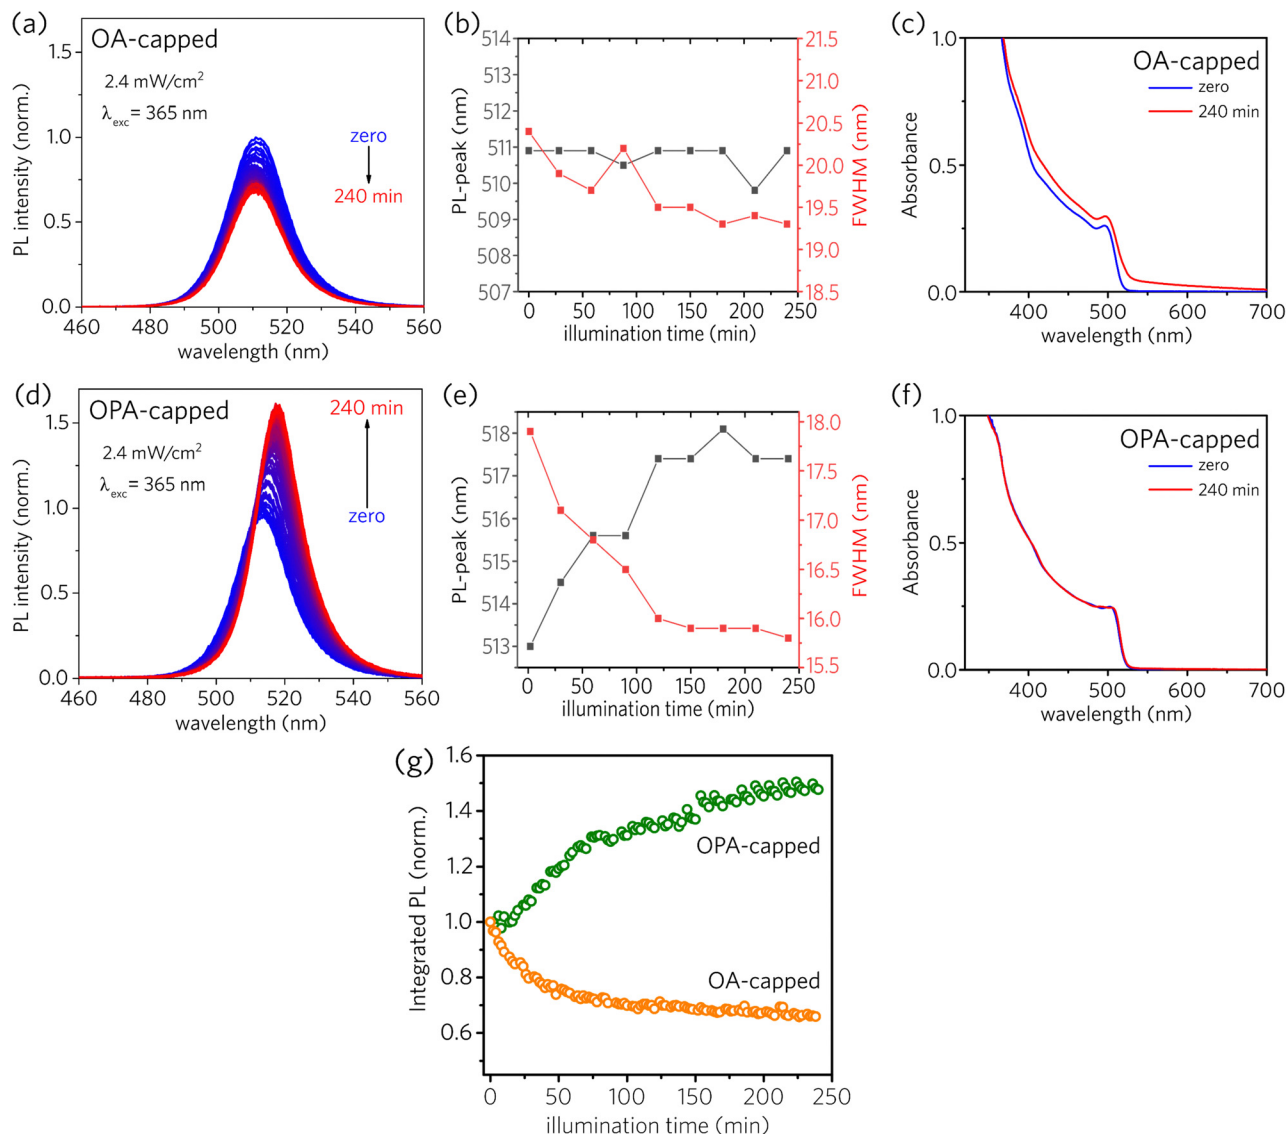 (a)
OA-capped
2.4 mW/cm²
λexc= 365 nm
zero
240 min
PL intensity (norm.)
1.5
1.0
0.5
0.0
460 480 500 520 540 560
wavelength (nm)
(b)
PL-peak (nm)
514
513
512
511
510
509
508
507
FWHM (nm)
21.5
21.0
20.5
20.0
19.5
19.0
18.5
0 50 100 150 200 250
illumination time (min)
(c)
OA-capped
zero
240 min
Absorbance
1.0
0.5
0.0
400 500 600 700
wavelength (nm)
(d)
OPA-capped
2.4 mW/cm²
λexc= 365 nm
240 min
zero
PL intensity (norm.)
1.5
1.0
0.5
0.0
460 480 500 520 540 560
wavelength (nm)
(e)
PL-peak (nm)
518
517
516
515
514
513
FWHM (nm)
18.0
17.5
17.0
16.5
16.0
15.5
0 50 100 150 200 250
illumination time (min)
(f)
OPA-capped
zero
240 min
Absorbance
1.0
0.5
0.0
400 500 600 700
wavelength (nm)
(g)
Integrated PL (norm.)
1.6
1.4
1.2
1.0
0.8
0.6
OPA-capped
OA-capped
0 50 100 150 200 250
illumination time (min)